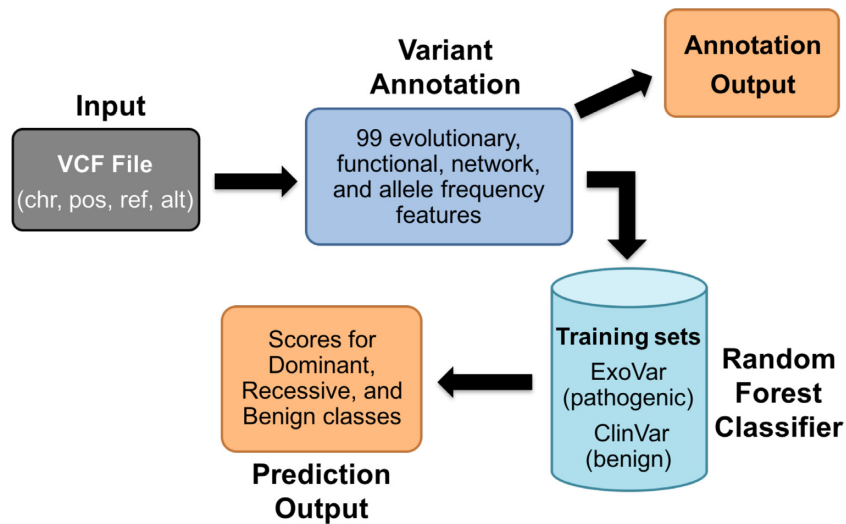 Input
VCF File
(chr, pos, ref, alt)
Variant
Annotation
99 evolutionary,
functional, network,
and allele frequency
features
Annotation
Output
Training sets
ExoVar
(pathogenic)
ClinVar
(benign)
Random
Forest
Classifier
Scores for
Dominant,
Recessive, and
Benign classes
Prediction
Output